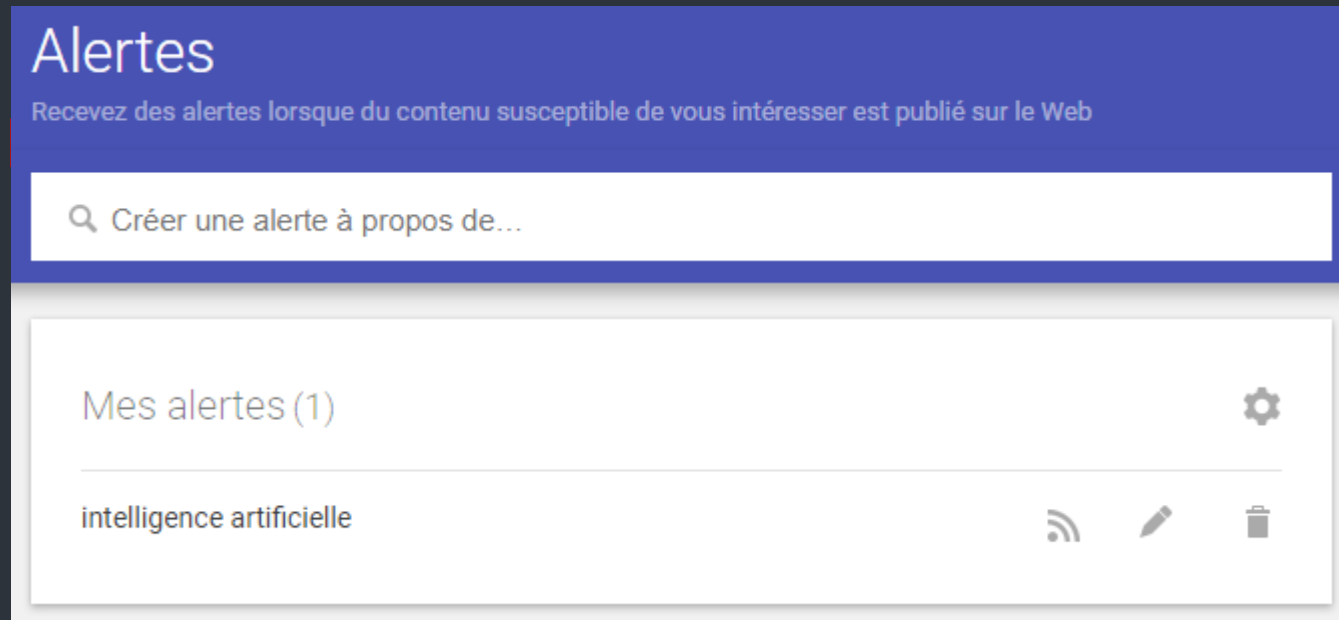 Alertes
Recevez des alertes lorsque du contenu susceptible de vous intéresser est publié sur le Web
Créer une alerte à propos de...
Mes alertes (1)
intelligence artificielle